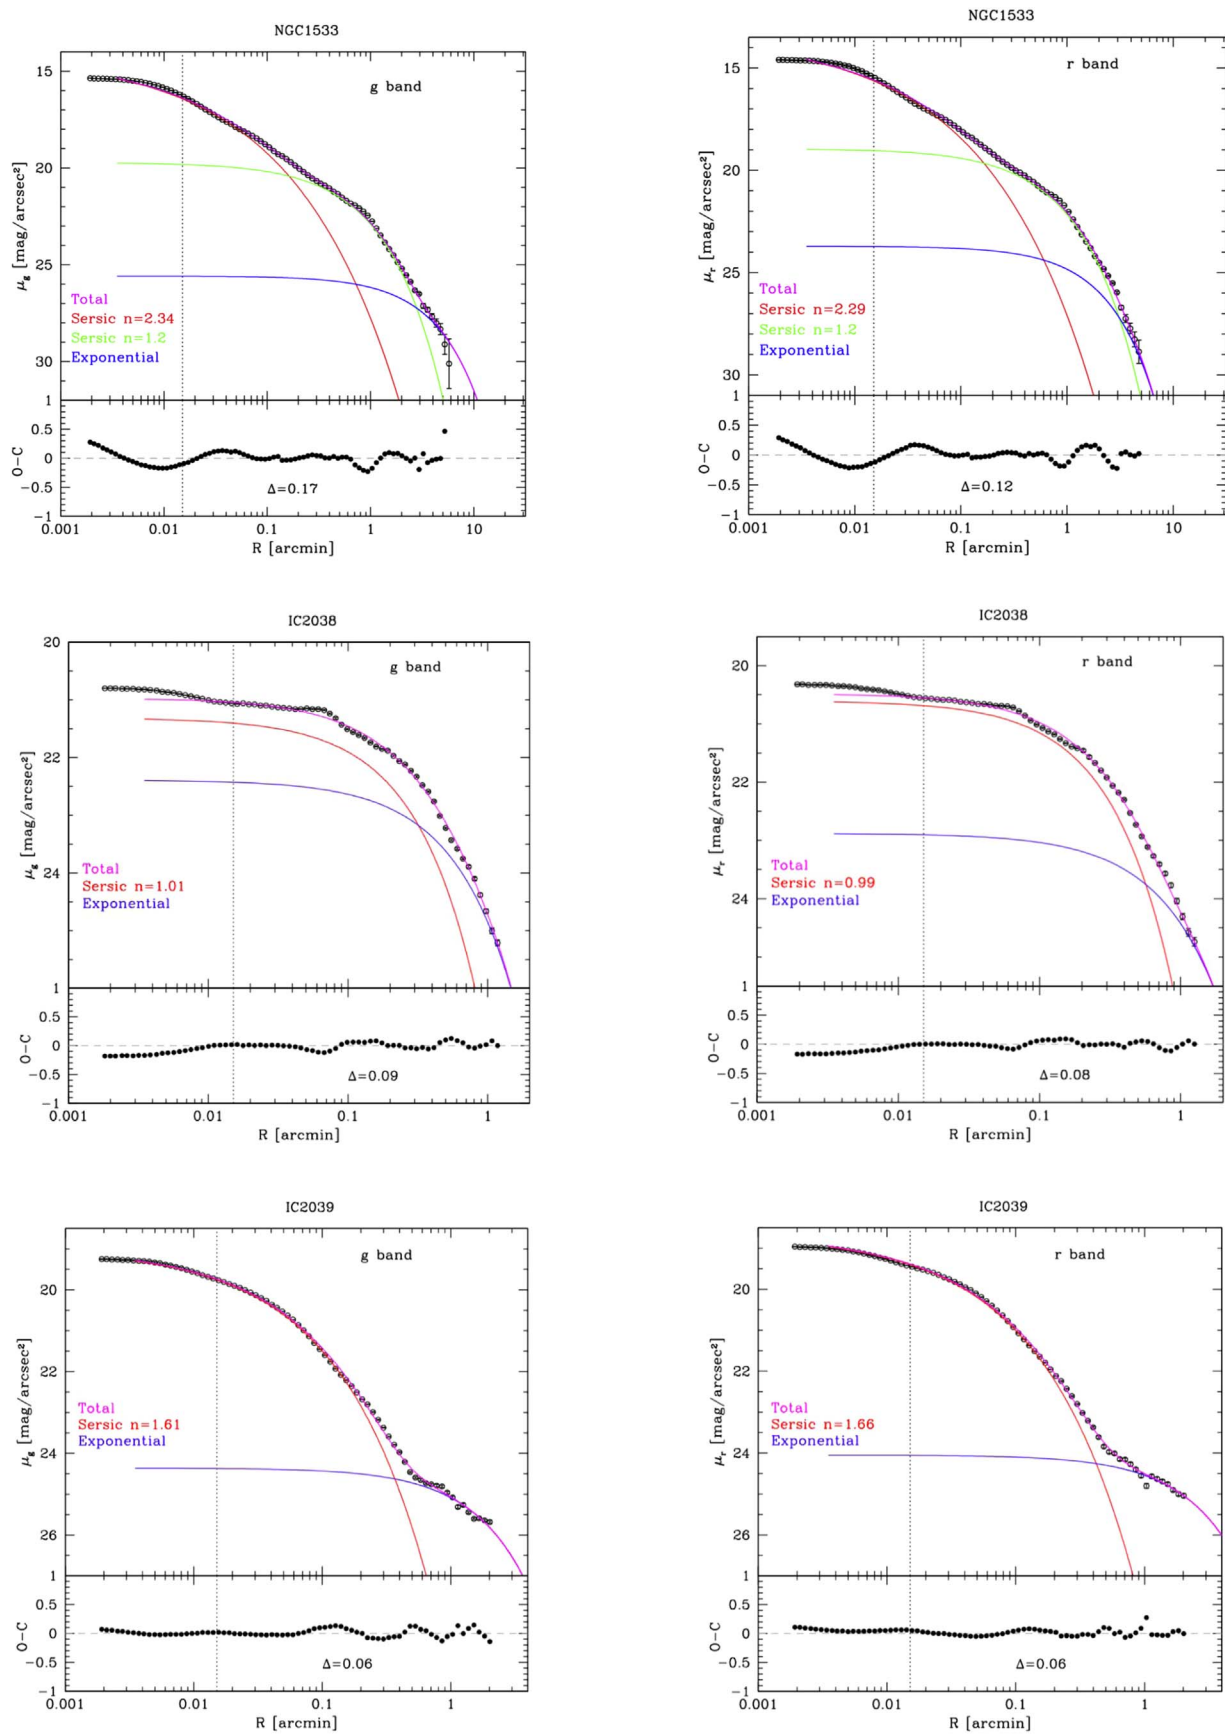 NGC1533
g band
15
20
25
30
μg [mag/arcsec²]
Total
Sersic n=2.34
Sersic n=1.2
Exponential
1
0.5
0
−0.5
−1
O−C
Δ=0.17
0.001 0.01 0.1 1 10
R [arcmin]
NGC1533
r band
15
20
25
30
μr [mag/arcsec²]
Total
Sersic n=2.29
Sersic n=1.2
Exponential
1
0.5
0
−0.5
−1
O−C
Δ=0.12
0.001 0.01 0.1 1 10
R [arcmin]
IC2038
g band
20
22
24
μg [mag/arcsec²]
Total
Sersic n=1.01
Exponential
1
0.5
0
−0.5
−1
O−C
Δ=0.09
0.001 0.01 0.1 1
R [arcmin]
IC2038
r band
20
22
24
μr [mag/arcsec²]
Total
Sersic n=0.99
Exponential
1
0.5
0
−0.5
−1
O−C
Δ=0.08
0.001 0.01 0.1 1
R [arcmin]
IC2039
g band
20
22
24
26
μg [mag/arcsec²]
Total
Sersic n=1.61
Exponential
1
0.5
0
−0.5
−1
O−C
Δ=0.06
0.001 0.01 0.1 1
R [arcmin]
IC2039
r band
20
22
24
26
μr [mag/arcsec²]
Total
Sersic n=1.66
Exponential
1
0.5
0
−0.5
−1
O−C
Δ=0.06
0.001 0.01 0.1 1
R [arcmin]